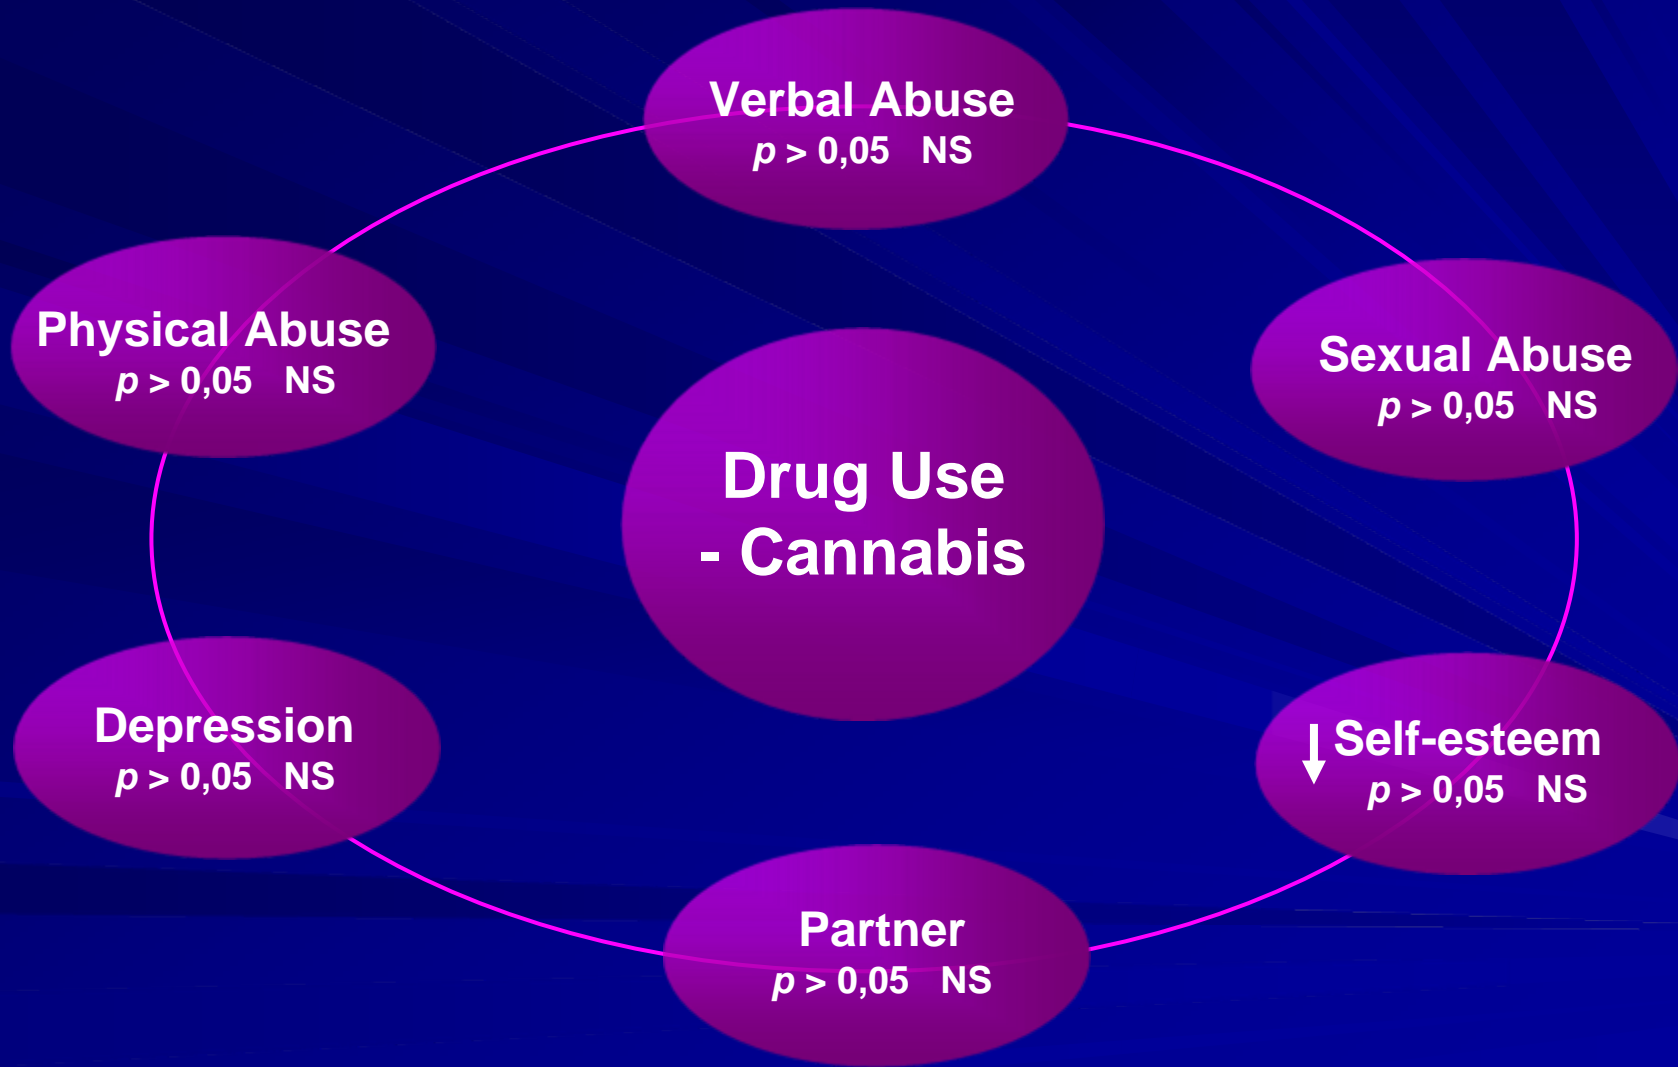 Verbal Abuse
p > 0,05 NS
Physical Abuse
p > 0,05 NS
Sexual Abuse
p > 0,05 NS
Drug Use
- Cannabis
Depression
p > 0,05 NS
↓ Self-esteem
p > 0,05 NS
Partner
p > 0,05 NS